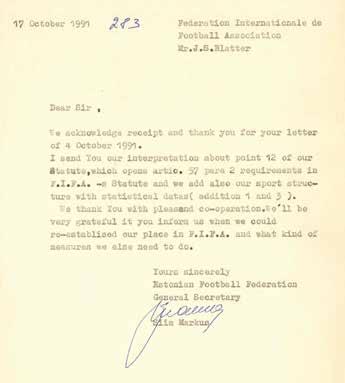 17 October 1991 283 Federation Internationale de
Football Association
Mr.J.S.Blatter
Dear Sir ,
We acknowledge receipt and thank you for your letter
of 4 October 1991.
I send You our interpretation about point 12 of our
Statute,which opens artic. 57 para 2 requirements in
F.I.F.A. -s Statute and we add also our sport struc-
ture with statistical datas( addition 1 and 3 ).
We thank You with pleasend co-operation.We'll be
very grateful it you inform us when we could
re-establised our place in F.I.F.A. and what kind of
measures we else need to do.
Yours sincerely
Estonian Football Federation
General Secretary
Siia Markus